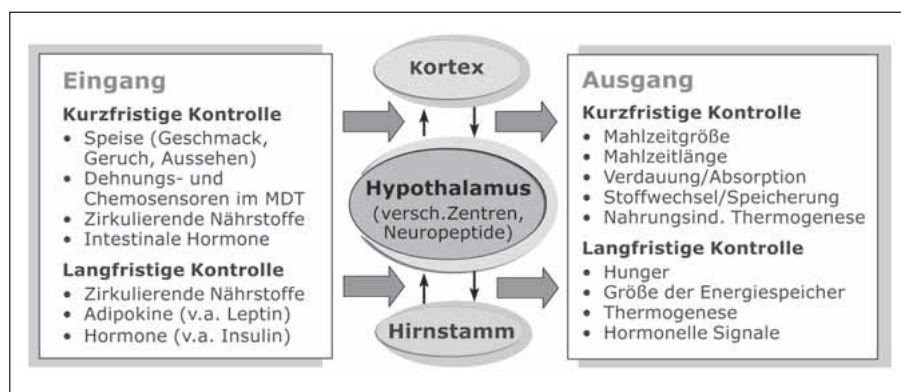 Eingang
Kurzfristige Kontrolle
• Speise (Geschmack,
Geruch, Aussehen)
• Dehnungs- und
Chemosensoren im MDT
• Zirkulierende Nährstoffe
• Intestinale Hormone
Langfristige Kontrolle
• Zirkulierende Nährstoffe
• Adipokine (v.a. Leptin)
• Hormone (v.a. Insulin)
Kortex
Hypothalamus
(versch.Zentren,
Neuropeptide)
Hirnstamm
Ausgang
Kurzfristige Kontrolle
• Mahlzeitgröße
• Mahlzeitlänge
• Verdauung/Absorption
• Stoffwechsel/Speicherung
• Nahrungsind. Thermogenese
Langfristige Kontrolle
• Hunger
• Größe der Energiespeicher
• Thermogenese
• Hormonelle Signale